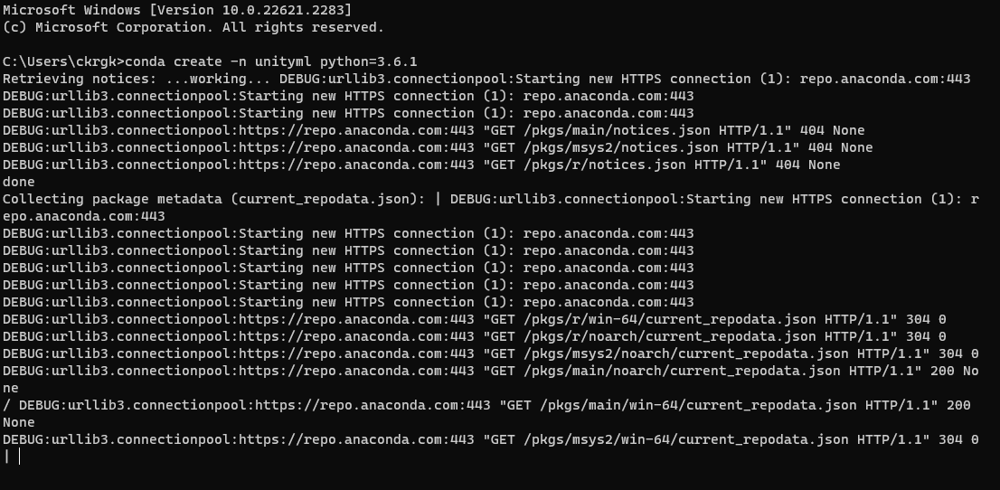 Microsoft Windows [Version 10.0.22621.2283]
(c) Microsoft Corporation. All rights reserved.
C:\Users\ckrgk>conda create -n unityml python=3.6.1
Retrieving notices: ...working... DEBUG:urllib3.connectionpool:Starting new HTTPS connection (1): repo.anaconda.com:443
DEBUG:urllib3.connectionpool:Starting new HTTPS connection (1): repo.anaconda.com:443
DEBUG:urllib3.connectionpool:Starting new HTTPS connection (1): repo.anaconda.com:443
DEBUG:urllib3.connectionpool:https://repo.anaconda.com:443 "GET /pkgs/main/notices.json HTTP/1.1" 404 None
DEBUG:urllib3.connectionpool:https://repo.anaconda.com:443 "GET /pkgs/msys2/notices.json HTTP/1.1" 404 None
DEBUG:urllib3.connectionpool:https://repo.anaconda.com:443 "GET /pkgs/r/notices.json HTTP/1.1" 404 None
done
Collecting package metadata (current_repodata.json): | DEBUG:urllib3.connectionpool:Starting new HTTPS connection (1): r
epo.anaconda.com:443
DEBUG:urllib3.connectionpool:Starting new HTTPS connection (1): repo.anaconda.com:443
DEBUG:urllib3.connectionpool:Starting new HTTPS connection (1): repo.anaconda.com:443
DEBUG:urllib3.connectionpool:Starting new HTTPS connection (1): repo.anaconda.com:443
DEBUG:urllib3.connectionpool:Starting new HTTPS connection (1): repo.anaconda.com:443
DEBUG:urllib3.connectionpool:Starting new HTTPS connection (1): repo.anaconda.com:443
DEBUG:urllib3.connectionpool:https://repo.anaconda.com:443 "GET /pkgs/r/win-64/current_repodata.json HTTP/1.1" 304 0
DEBUG:urllib3.connectionpool:https://repo.anaconda.com:443 "GET /pkgs/r/noarch/current_repodata.json HTTP/1.1" 304 0
DEBUG:urllib3.connectionpool:https://repo.anaconda.com:443 "GET /pkgs/msys2/noarch/current_repodata.json HTTP/1.1" 304 0
DEBUG:urllib3.connectionpool:https://repo.anaconda.com:443 "GET /pkgs/main/noarch/current_repodata.json HTTP/1.1" 200 No
ne
/ DEBUG:urllib3.connectionpool:https://repo.anaconda.com:443 "GET /pkgs/main/win-64/current_repodata.json HTTP/1.1" 200
None
DEBUG:urllib3.connectionpool:https://repo.anaconda.com:443 "GET /pkgs/msys2/win-64/current_repodata.json HTTP/1.1" 304 0
|